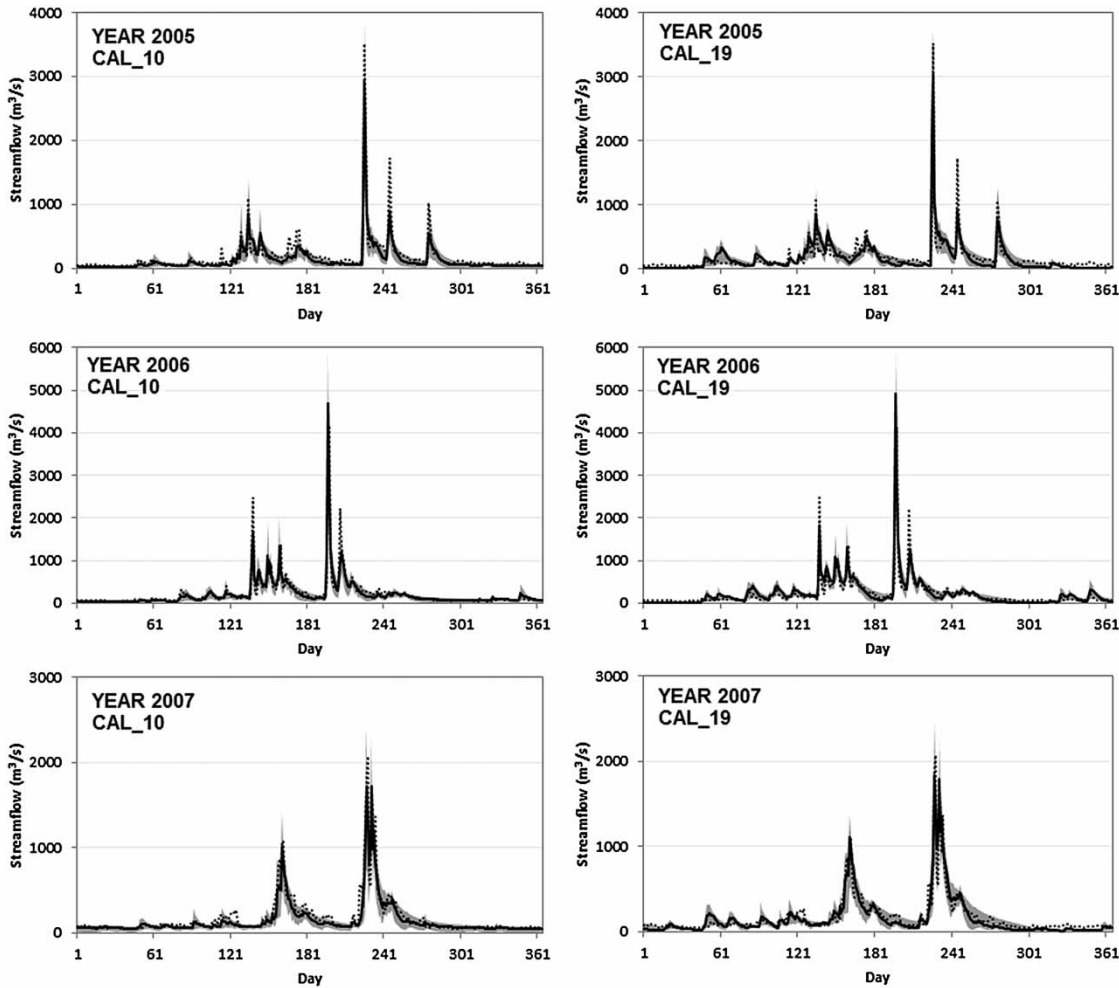 4000
3000
2000
1000
0
Streamflow (m³/s)
YEAR 2005
CAL_10
1 61 121 181 241 301 361
Day
4000
3000
2000
1000
0
Streamflow (m³/s)
YEAR 2005
CAL_19
1 61 121 181 241 301 361
Day
6000
5000
4000
3000
2000
1000
0
Streamflow (m³/s)
YEAR 2006
CAL_10
1 61 121 181 241 301 361
Day
6000
5000
4000
3000
2000
1000
0
Streamflow (m³/s)
YEAR 2006
CAL_19
1 61 121 181 241 301 361
Day
3000
2000
1000
0
Streamflow (m³/s)
YEAR 2007
CAL_10
1 61 121 181 241 301 361
Day
3000
2000
1000
0
Streamflow (m³/s)
YEAR 2007
CAL_19
1 61 121 181 241 301 361
Day